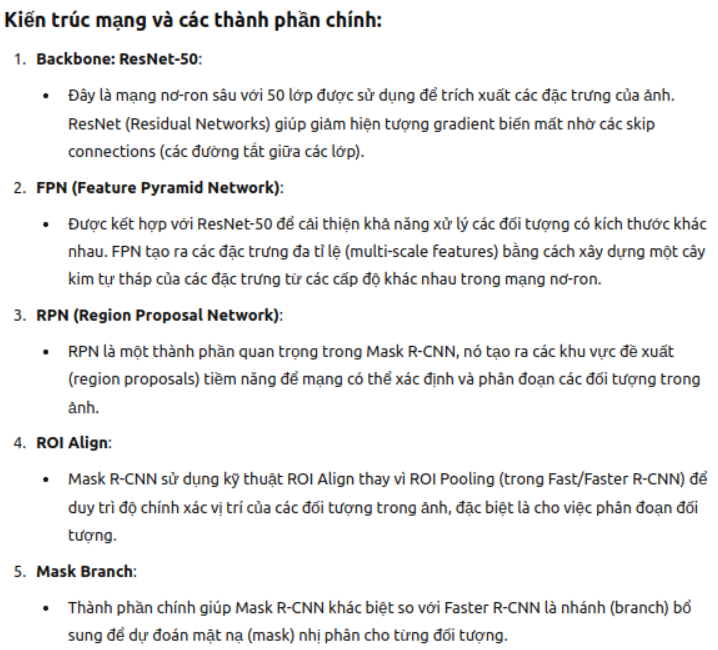 Kiến trúc mạng và các thành phần chính:
1. Backbone: ResNet-50:
• Đây là mạng nơ-ron sâu với 50 lớp được sử dụng để trích xuất các đặc trưng của ảnh.
ResNet (Residual Networks) giúp giảm hiện tượng gradient biến mất nhờ các skip
connections (các đường tắt giữa các lớp).
2. FPN (Feature Pyramid Network):
• Được kết hợp với ResNet-50 để cải thiện khả năng xử lý các đối tượng có kích thước khác
nhau. FPN tạo ra các đặc trưng đa tỉ lệ (multi-scale features) bằng cách xây dựng một cây
kim tự tháp của các đặc trưng từ các cấp độ khác nhau trong mạng nơ-ron.
3. RPN (Region Proposal Network):
• RPN là một thành phần quan trọng trong Mask R-CNN, nó tạo ra các khu vực đề xuất
(region proposals) tiềm năng để mạng có thể xác định và phân đoạn các đối tượng trong
ảnh.
4. ROI Align:
• Mask R-CNN sử dụng kỹ thuật ROI Align thay vì ROI Pooling (trong Fast/Faster R-CNN) để
duy trì độ chính xác vị trí của các đối tượng trong ảnh, đặc biệt là cho việc phân đoạn đối
tượng.
5. Mask Branch:
• Thành phần chính giúp Mask R-CNN khác biệt so với Faster R-CNN là nhánh (branch) bổ
sung để dự đoán mặt nạ (mask) nhị phân cho từng đối tượng.